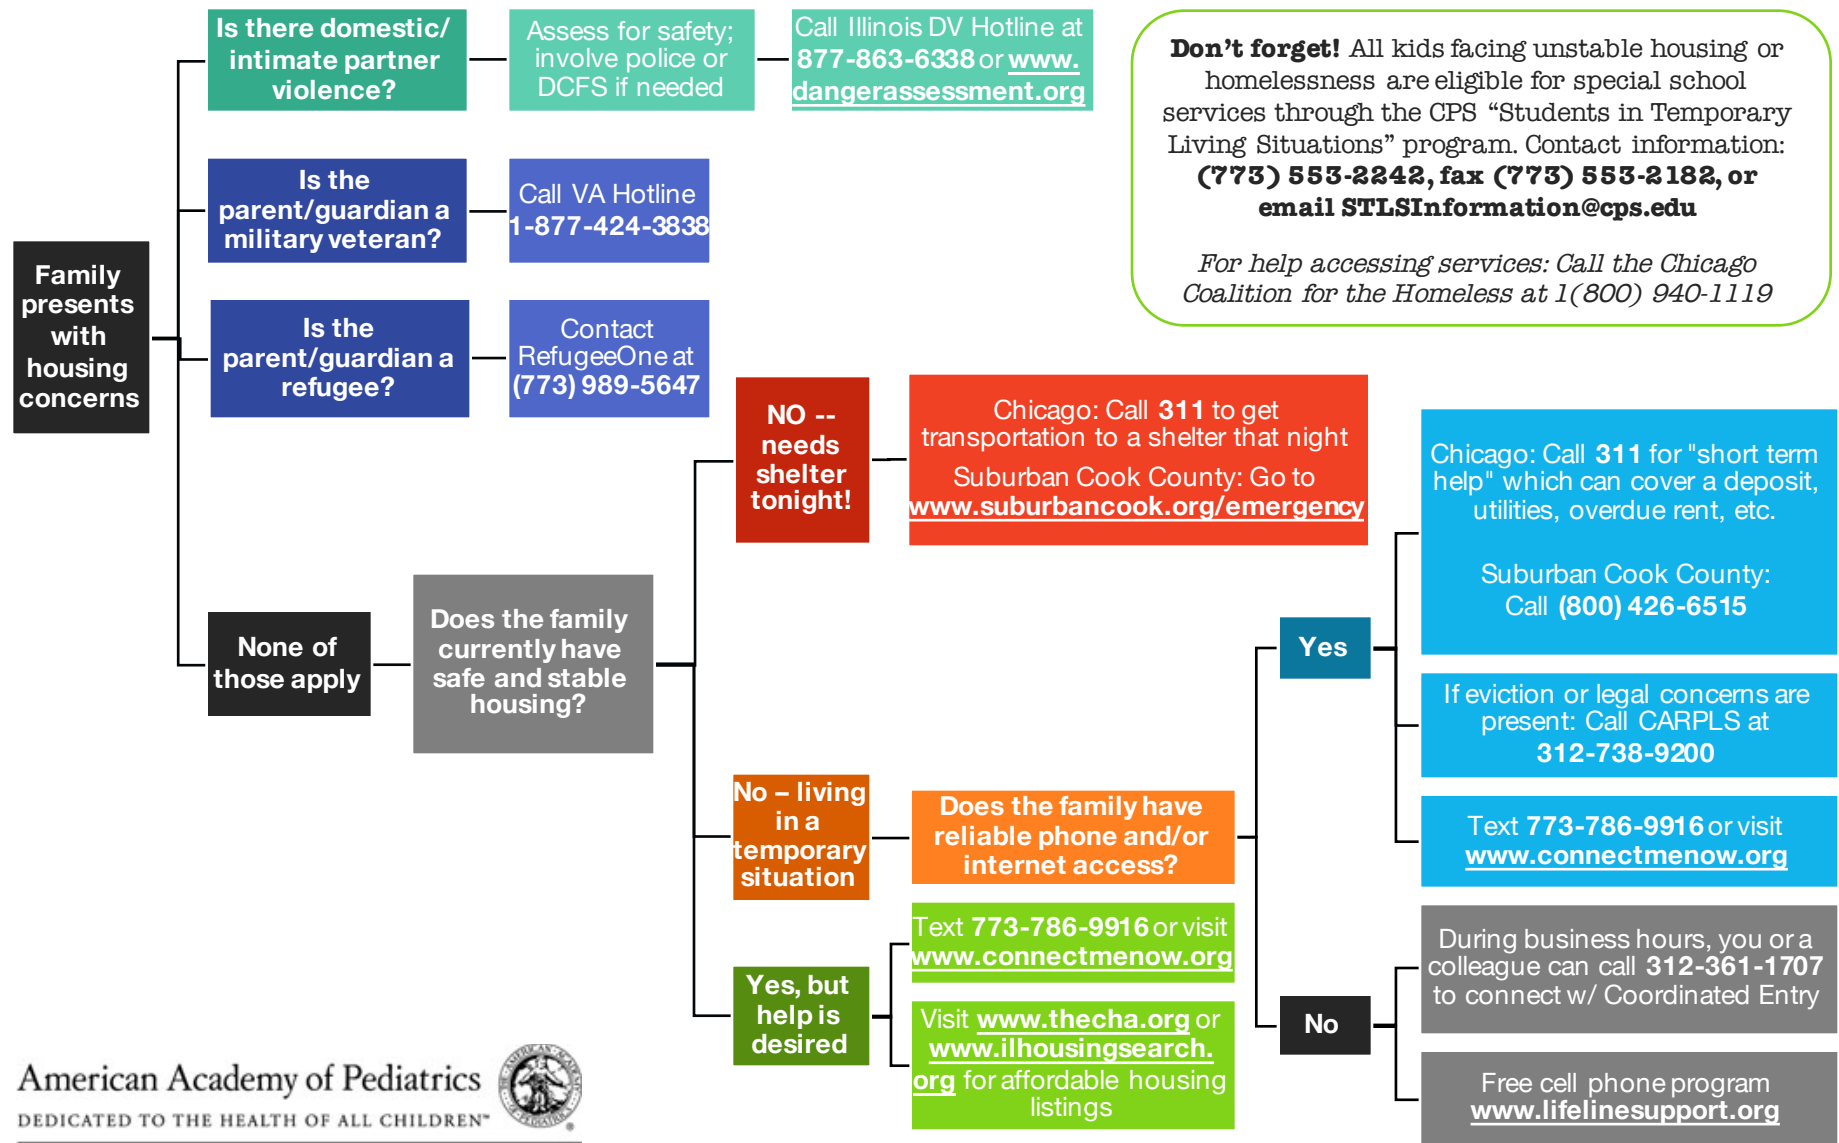 Is there domestic/
intimate partner
violence?
Assess for safety;
involve police or
DCFS if needed
Call Illinois DV Hotline at
877-863-6338 or www.
dangerassessment.org
Don't forget! All kids facing unstable housing or
homelessness are eligible for special school
services through the CPS “Students in Temporary
Living Situations” program. Contact information:
(773) 553-2242, fax (773) 553-2182, or
email STLSInformation@cps.edu
For help accessing services: Call the Chicago
Coalition for the Homeless at 1(800) 940-1119
Is the
parent/guardian a
military veteran?
Call VA Hotline
1-877-424-3838
Family
presents
with
housing
concerns
Is the
parent/guardian a
refugee?
Contact
RefugeeOne at
(773) 989-5647
None of
those apply
Does the family
currently have
safe and stable
housing?
NO --
needs
shelter
tonight!
Chicago: Call 311 to get
transportation to a shelter that night
Suburban Cook County: Go to
www.suburbancook.org/emergency
No – living
in a
temporary
situation
Does the family have
reliable phone and/or
internet access?
Yes
Chicago: Call 311 for "short term
help" which can cover a deposit,
utilities, overdue rent, etc.
Suburban Cook County:
Call (800) 426-6515
If eviction or legal concerns are
present: Call CARPLS at
312-738-9200
Text 773-786-9916 or visit
www.connectmenow.org
No
During business hours, you or a
colleague can call 312-361-1707
to connect w/ Coordinated Entry
Free cell phone program
www.lifelinesupport.org
Yes, but
help is
desired
Text 773-786-9916 or visit
www.connectmenow.org
Visit www.thecha.org or
www.ilhousingsearch.
org for affordable housing
listings
American Academy of Pediatrics
DEDICATED TO THE HEALTH OF ALL CHILDREN™